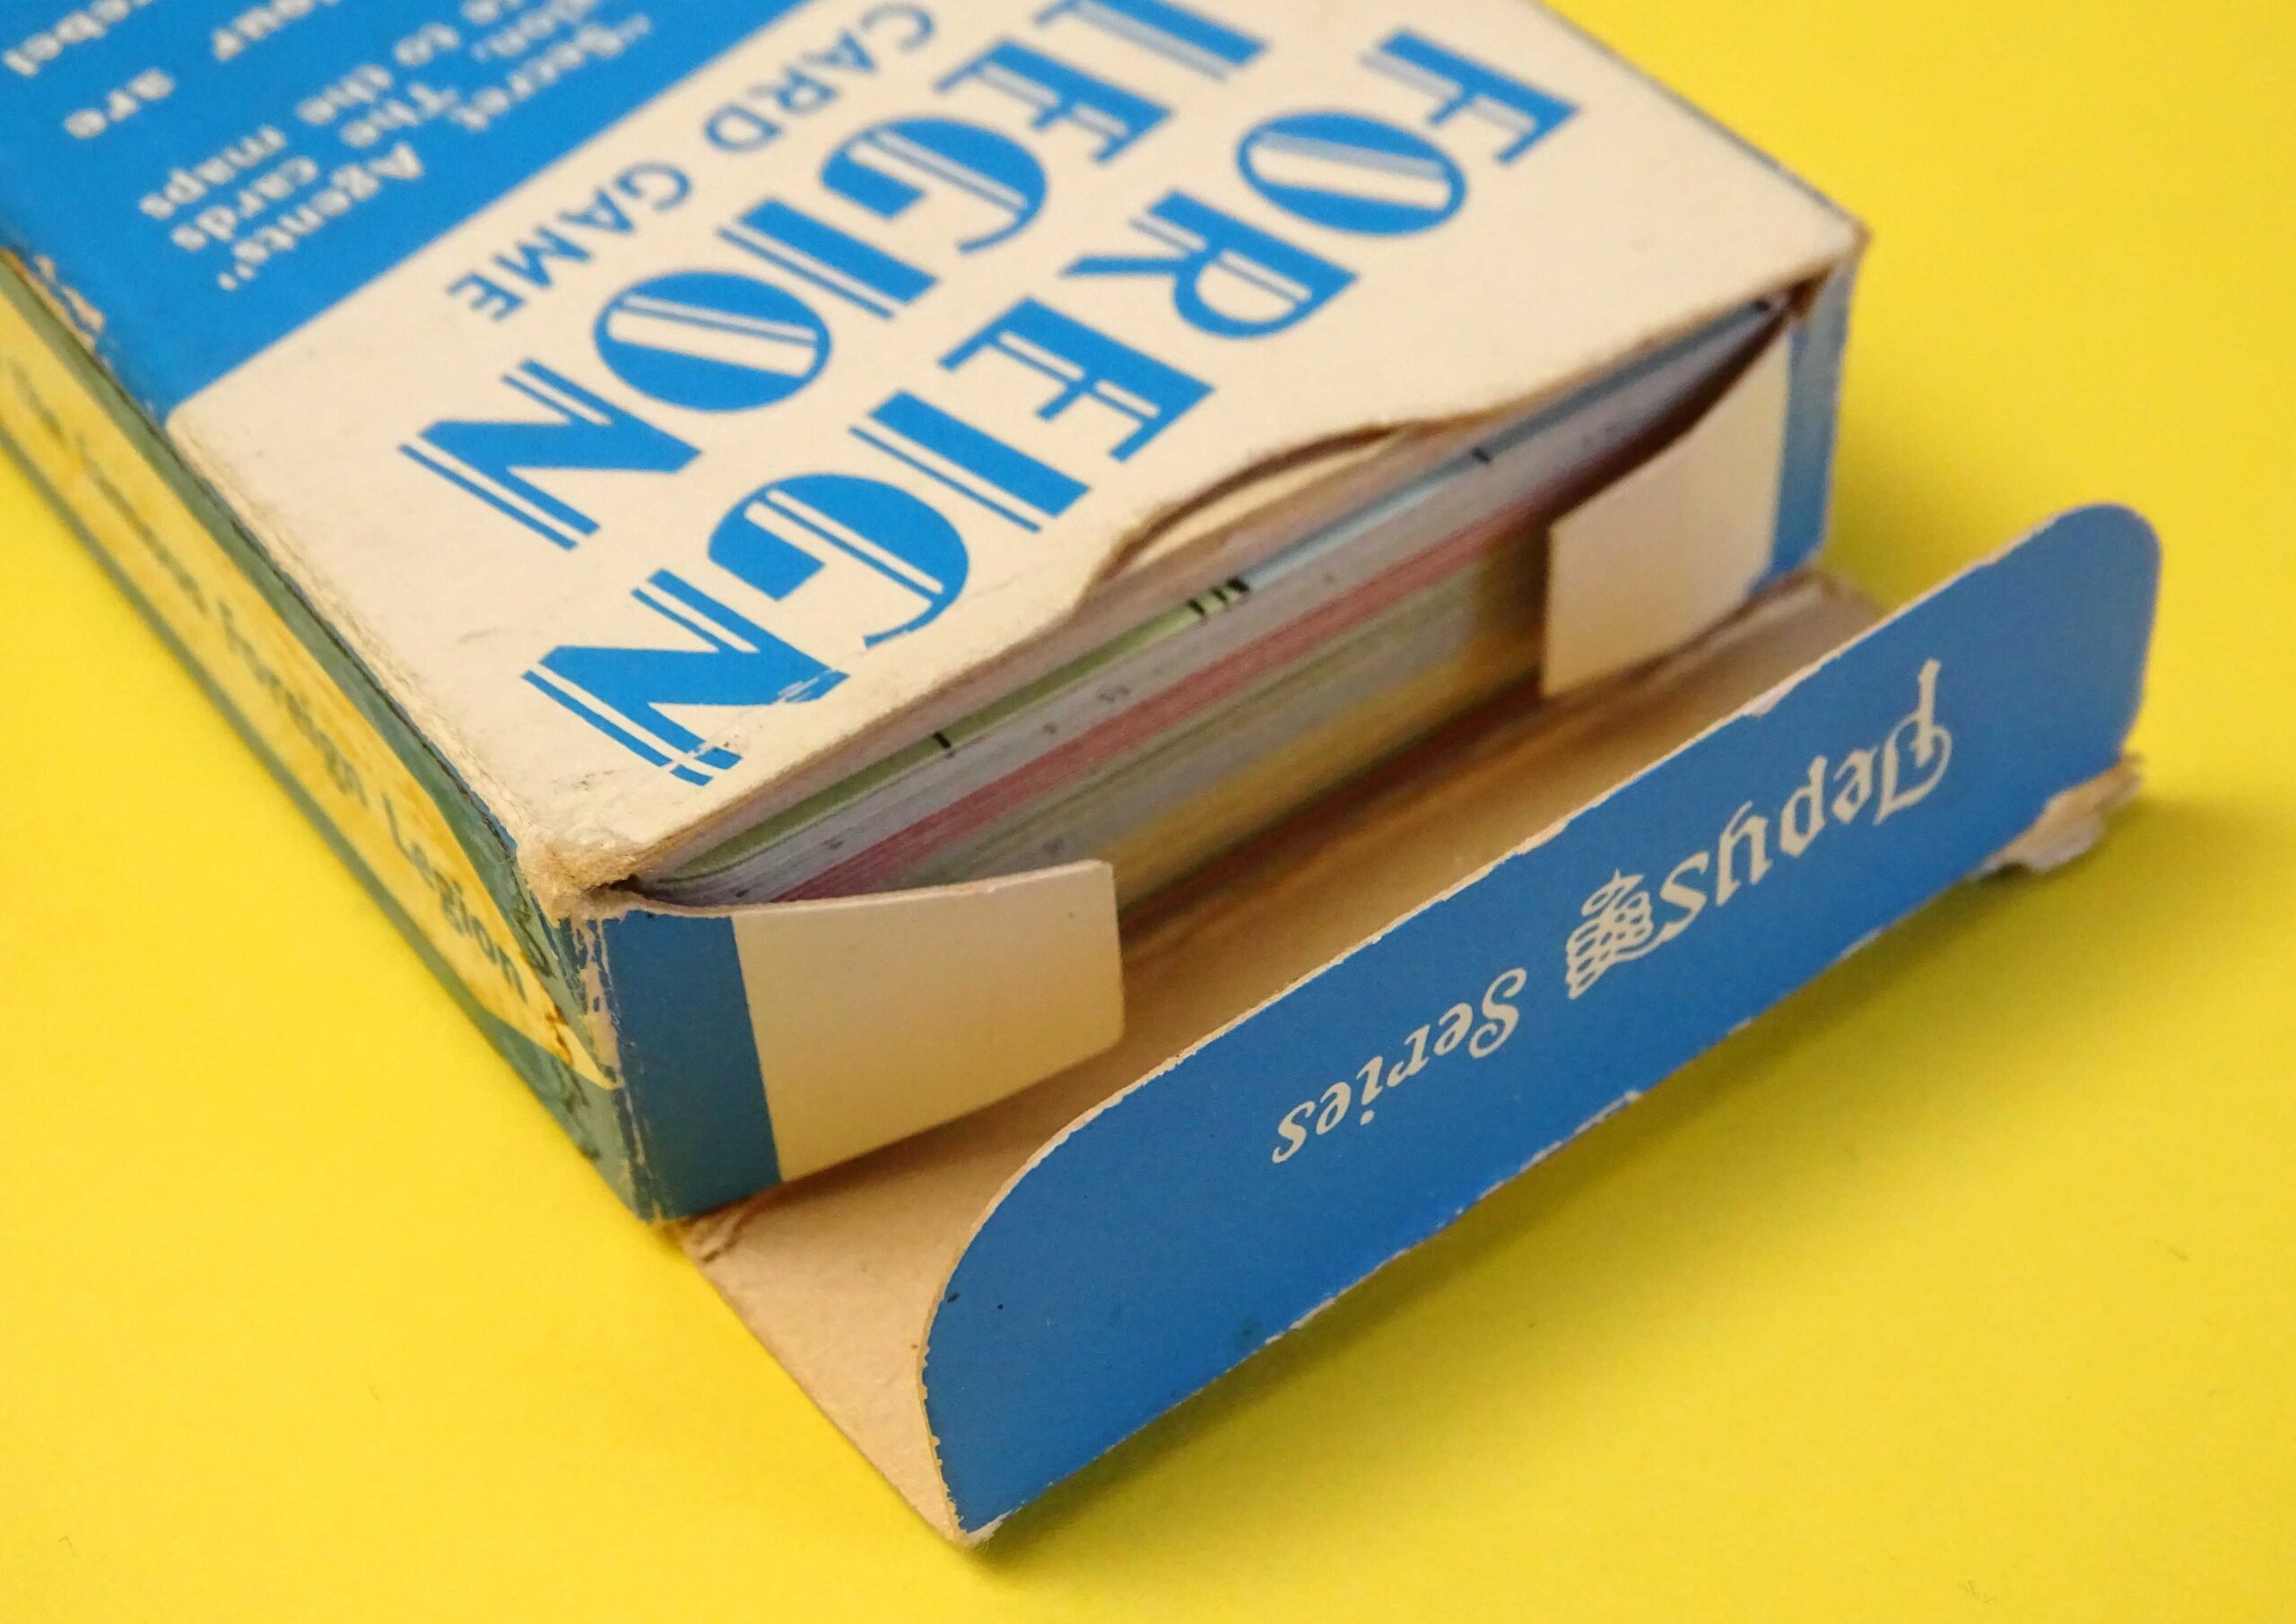 FOREIGN
LEGION
CARD GAME
"Secret Agents"
The cards
to the maps
are
Foreign Legion
Pepys Series